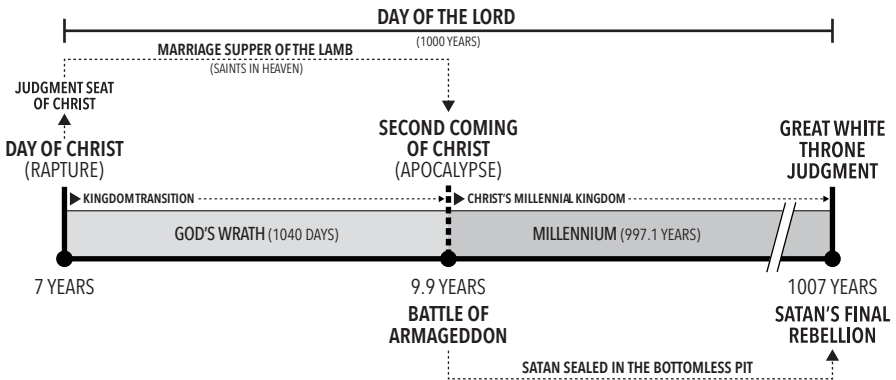 DAY OF THE LORD
(1000 YEARS)
MARRIAGE SUPPER OF THE LAMB
(SAINTS IN HEAVEN)
JUDGMENT SEAT
OF CHRIST
DAY OF CHRIST
(RAPTURE)
SECOND COMING
OF CHRIST
(APOCALYPSE)
GREAT WHITE
THRONE
JUDGMENT
KINGDOM TRANSITION
CHRIST'S MILLENNIAL KINGDOM
GOD'S WRATH (1040 DAYS)
MILLENNIUM (997.1 YEARS)
7 YEARS
9.9 YEARS
1007 YEARS
BATTLE OF
ARMAGEDDON
SATAN'S FINAL
REBELLION
SATAN SEALED IN THE BOTTOMLESS PIT